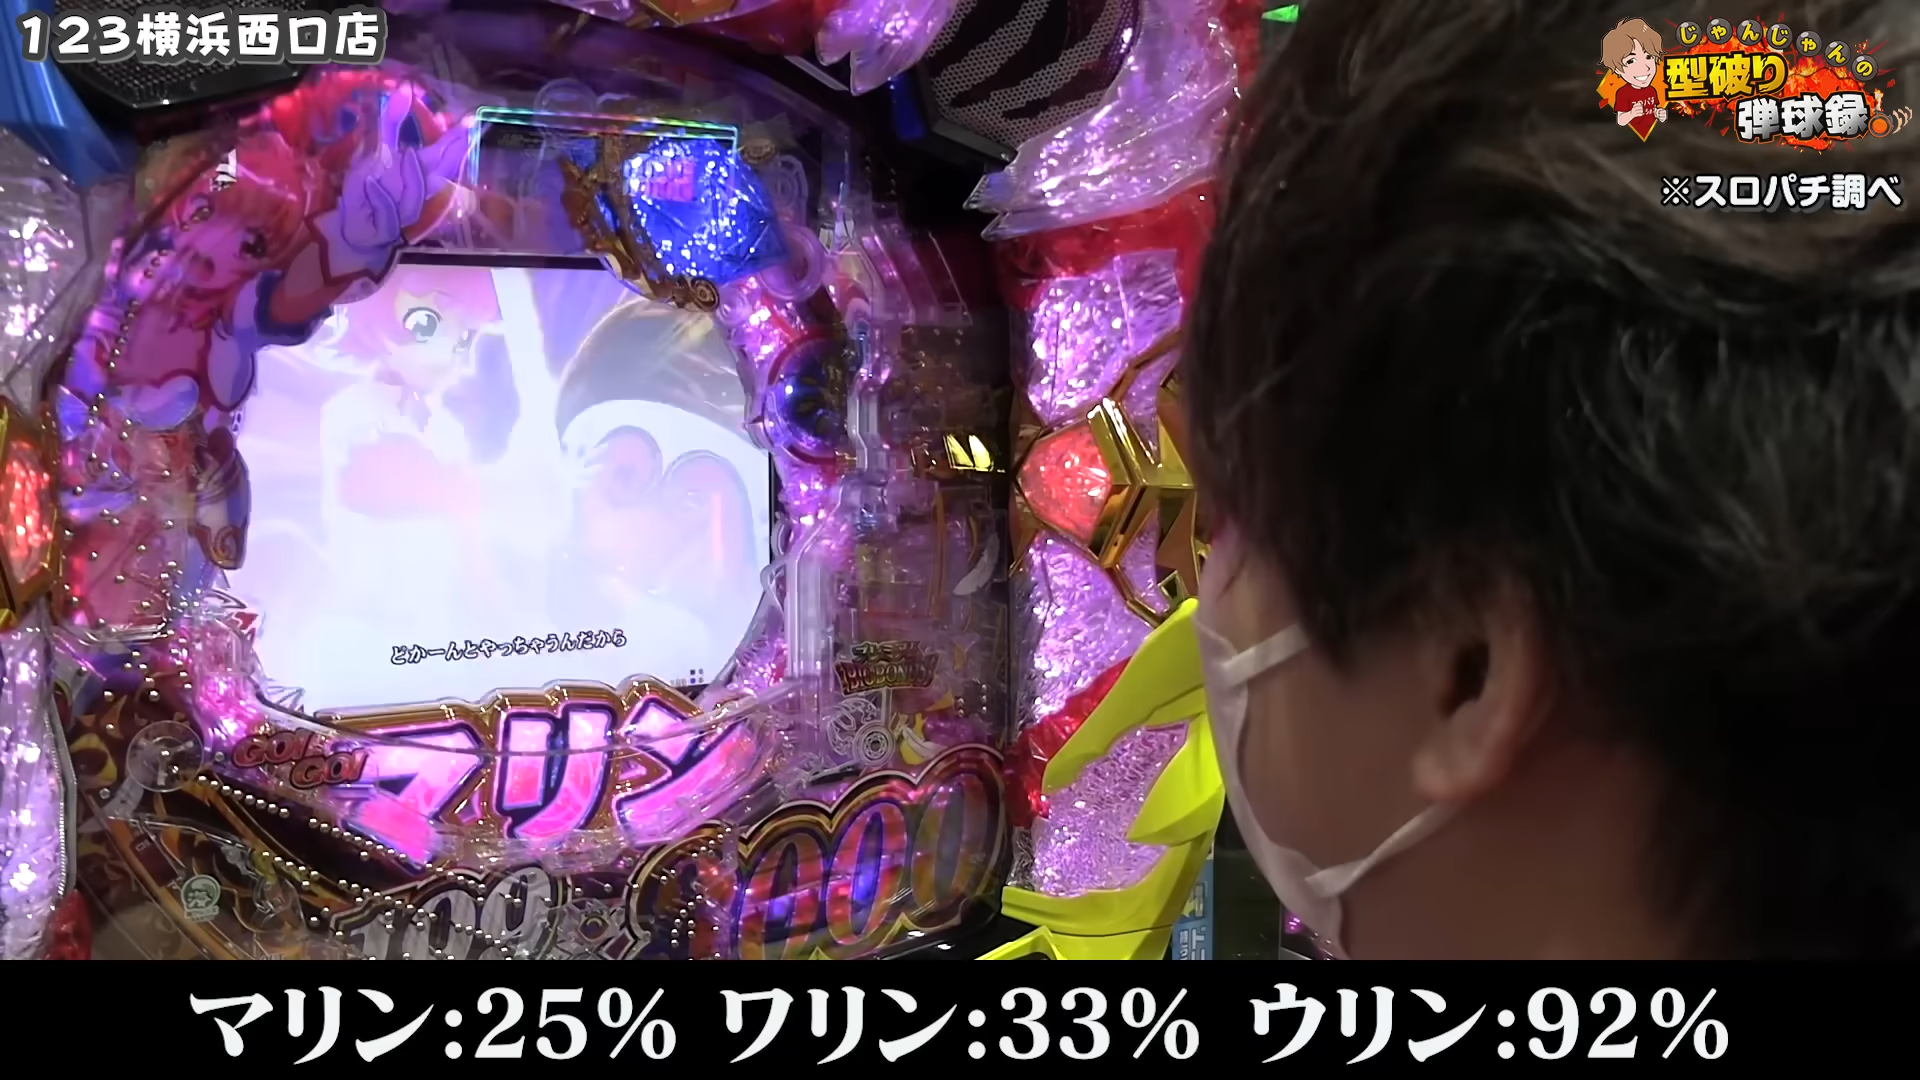 123横浜西口店
じゃんじゃんの
型破り
弾球録
※スロパチ調べ
どかーんとやっちゃうんだから
BIG BONUS
GO!GO!
マリン
マリン:25% ワリン:33% ウリン:92%